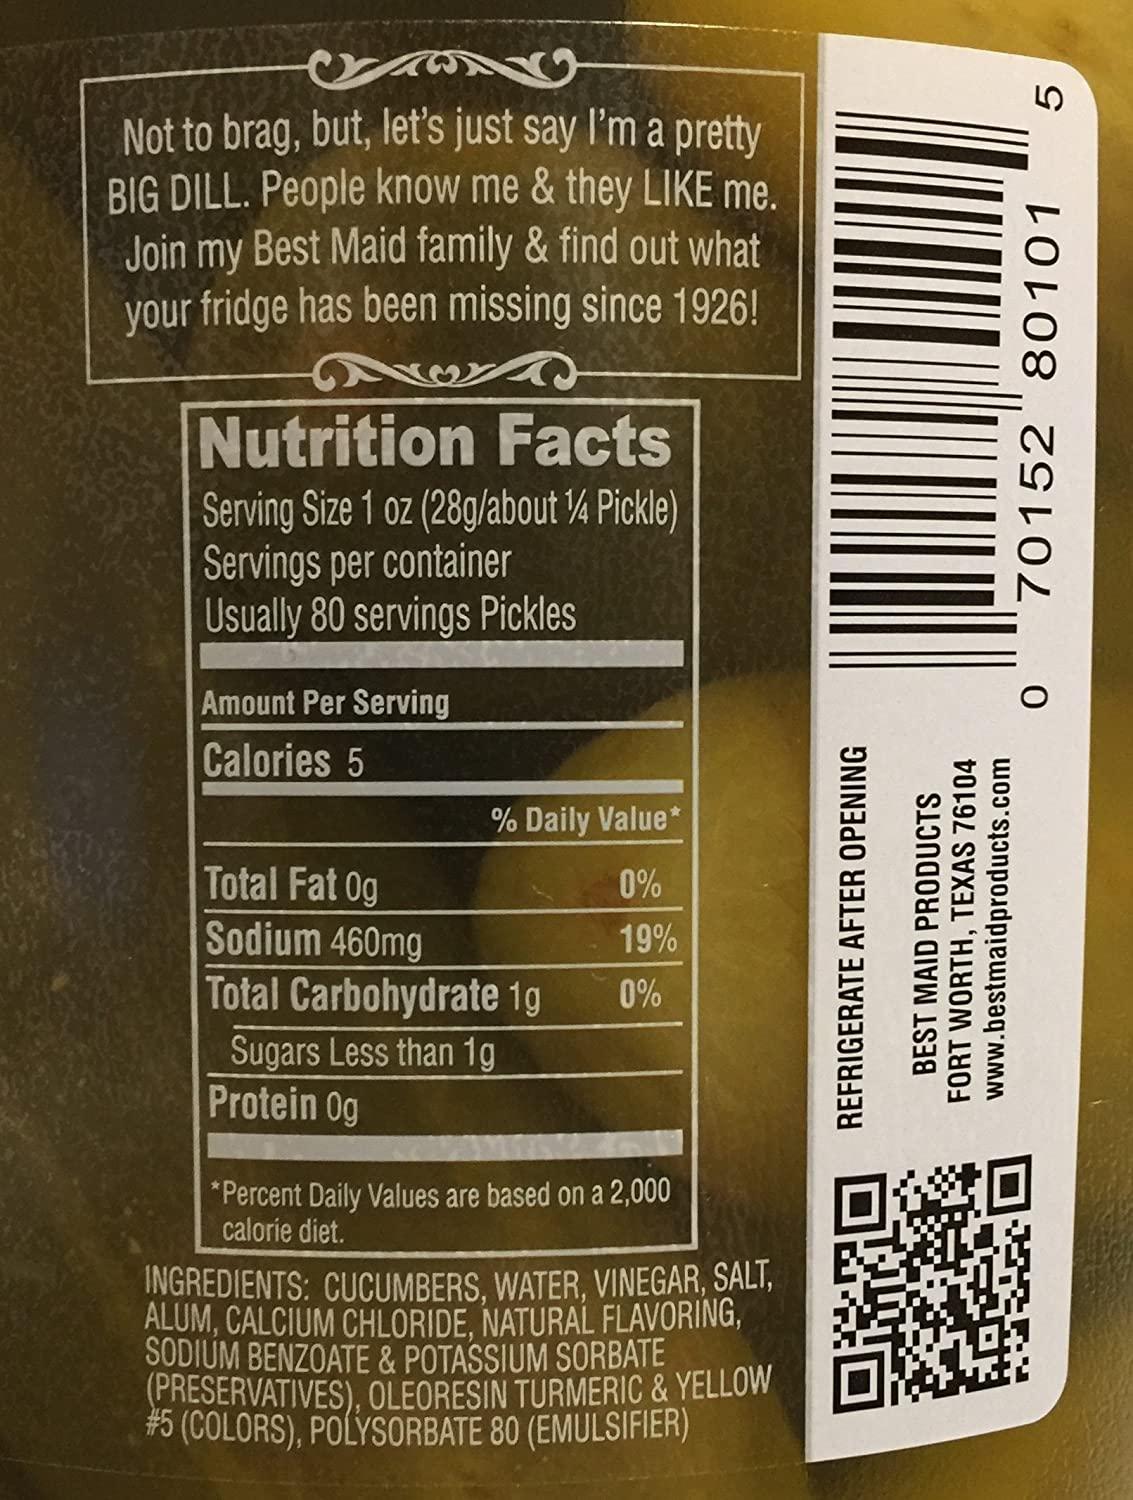 Not to brag, but, let's just say I'm a pretty
BIG DILL. People know me & they LIKE me.
Join my Best Maid family & find out what
your fridge has been missing since 1926!
Nutrition Facts
Serving Size 1 oz (28g/about ¼ Pickle)
Servings per container
Usually 80 servings Pickles
Amount Per Serving
Calories 5
% Daily Value*
Total Fat 0g 0%
Sodium 460mg 19%
Total Carbohydrate 1g 0%
Sugars Less than 1g
Protein 0g
*Percent Daily Values are based on a 2,000
calorie diet.
INGREDIENTS: CUCUMBERS, WATER, VINEGAR, SALT,
ALUM, CALCIUM CHLORIDE, NATURAL FLAVORING,
SODIUM BENZOATE & POTASSIUM SORBATE
(PRESERVATIVES), OLEORESIN TURMERIC & YELLOW
#5 (COLORS), POLYSORBATE 80 (EMULSIFIER)
REFRIGERATE AFTER OPENING
BEST MAID PRODUCTS
FORT WORTH, TEXAS 76104
www.bestmaidproducts.com
0 70152 80101 5